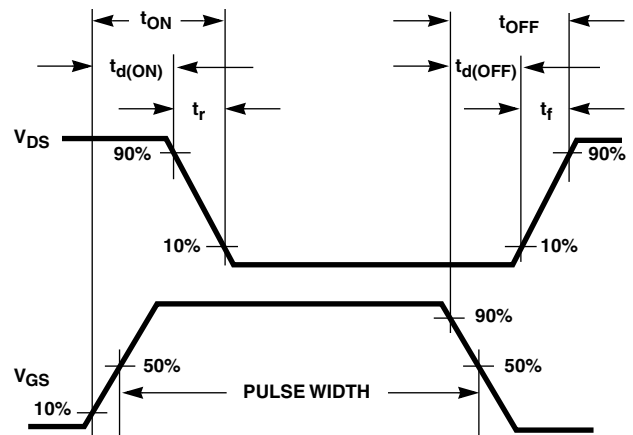 tON
tOFF
td(ON)
td(OFF)
tr
tf
VDS
90%
90%
10%
10%
90%
50%
50%
VGS
PULSE WIDTH
10%